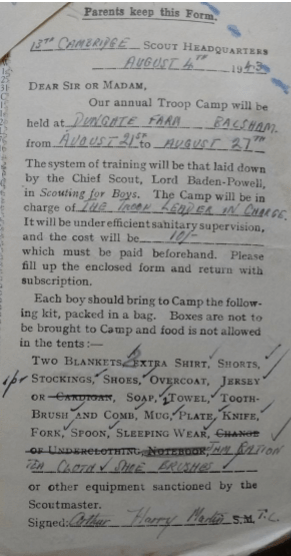 Parents keep this Form.
13TH CAMBRIDGE SCOUT HEADQUARTERS
AUGUST 4TH 1943
DEAR SIR OR MADAM,
Our annual Troop Camp will be
held at DUNGATE FARM BALSHAM.
from AUGUST 21ST to AUGUST 27TH
The system of training will be that laid down
by the Chief Scout, Lord Baden-Powell,
in Scouting for Boys. The Camp will be in
charge of THE TROOP LEADER IN CHARGE.
It will be under efficient sanitary supervision,
and the cost will be 10/-
which must be paid beforehand. Please
fill up the enclosed form and return with
subscription.
Each boy should bring to Camp the follow-
ing kit, packed in a bag. Boxes are not to
be brought to Camp and food is not allowed
in the tents :—
TWO BLANKETS, EXTRA SHIRT, SHORTS,
STOCKINGS, SHOES, OVERCOAT, JERSEY
OR CARDIGAN, SOAP, TOWEL, TOOTH-
BRUSH AND COMB, MUG, PLATE, KNIFE,
FORK, SPOON, SLEEPING WEAR, CHANGE
OF UNDERCLOTHING, NOTEBOOK,
TEA CLOTH SHOE BRUSHES
or other equipment sanctioned by the
Scoutmaster.
Signed: Arthur Harry S.M. T.L.